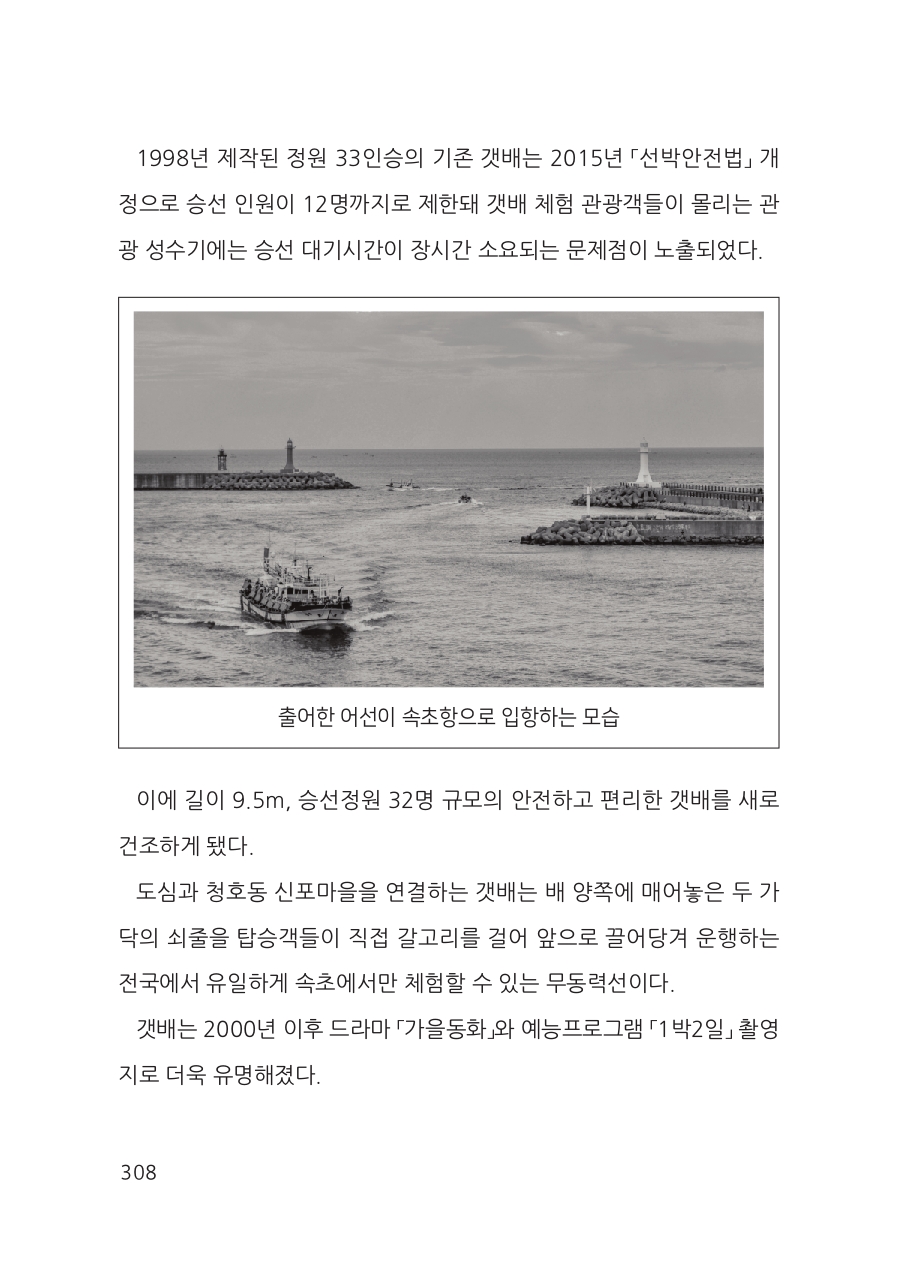 1998년 제작된 정원 33인승의 기존 갯배는 2015년 ｢선박안전법｣ 개
정으로 승선 인원이 12명까지로 제한돼 갯배 체험 관광객들이 몰리는 관
광 성수기에는 승선 대기시간이 장시간 소요되는 문제점이 노출되었다.
출어한 어선이 속초항으로 입항하는 모습
이에 길이 9.5m, 승선정원 32명 규모의 안전하고 편리한 갯배를 새로
건조하게 됐다.
도심과 청호동 신포마을을 연결하는 갯배는 배 양쪽에 매어놓은 두 가
닥의 쇠줄을 탑승객들이 직접 갈고리를 걸어 앞으로 끌어당겨 운행하는
전국에서 유일하게 속초에서만 체험할 수 있는 무동력선이다.
갯배는 2000년 이후 드라마 ｢가을동화｣와 예능프로그램 ｢1박2일｣ 촬영
지로 더욱 유명해졌다.
308